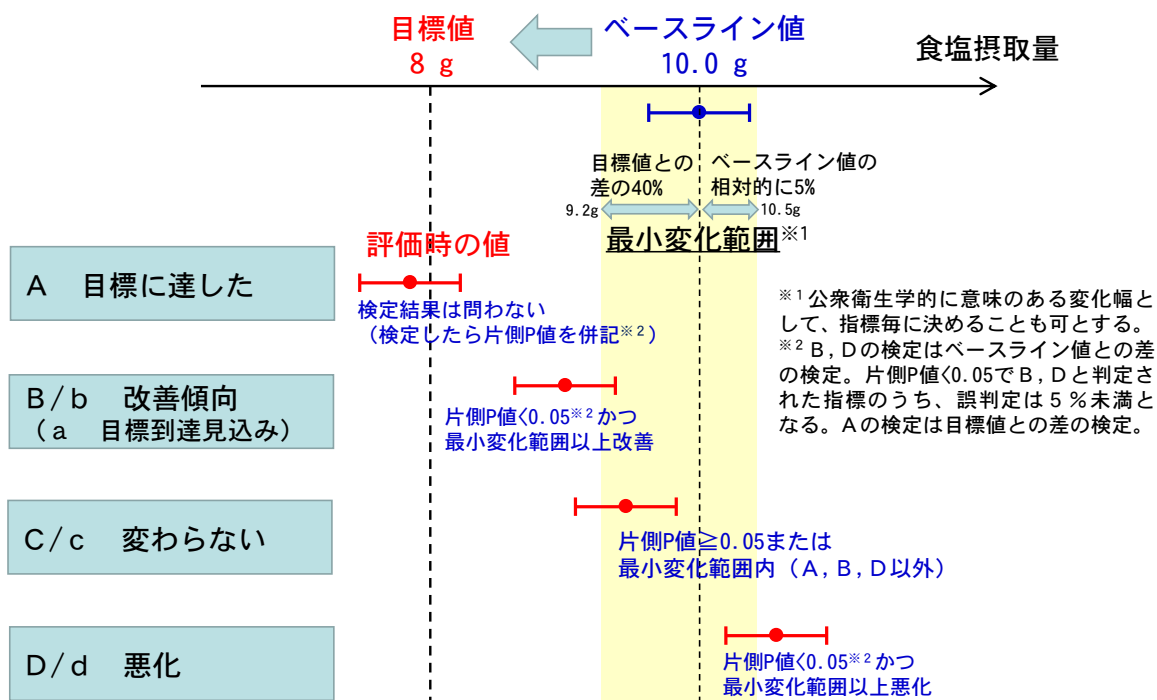 目標値
8 g
ベースライン値
10.0 g
食塩摂取量
目標値との
差の40%
ベースライン値の
相対的に5%
9.2g
10.5g
最小変化範囲※1
評価時の値
A 目標に達した
検定結果は問わない
（検定したら片側P値を併記※2）
※1公衆衛生学的に意味のある変化幅と
して、指標毎に決めることも可とする。
※2B,Dの検定はベースライン値との差
の検定。片側P値<0.05でB,Dと判定さ
れた指標のうち、誤判定は5%未満と
なる。Aの検定は目標値との差の検定。
B/b 改善傾向
（a 目標到達見込み）
片側P値<0.05※2かつ
最小変化範囲以上改善
C/c 変わらない
片側P値≧0.05または
最小変化範囲内（A,B,D以外）
D/d 悪化
片側P値<0.05※2かつ
最小変化範囲以上悪化